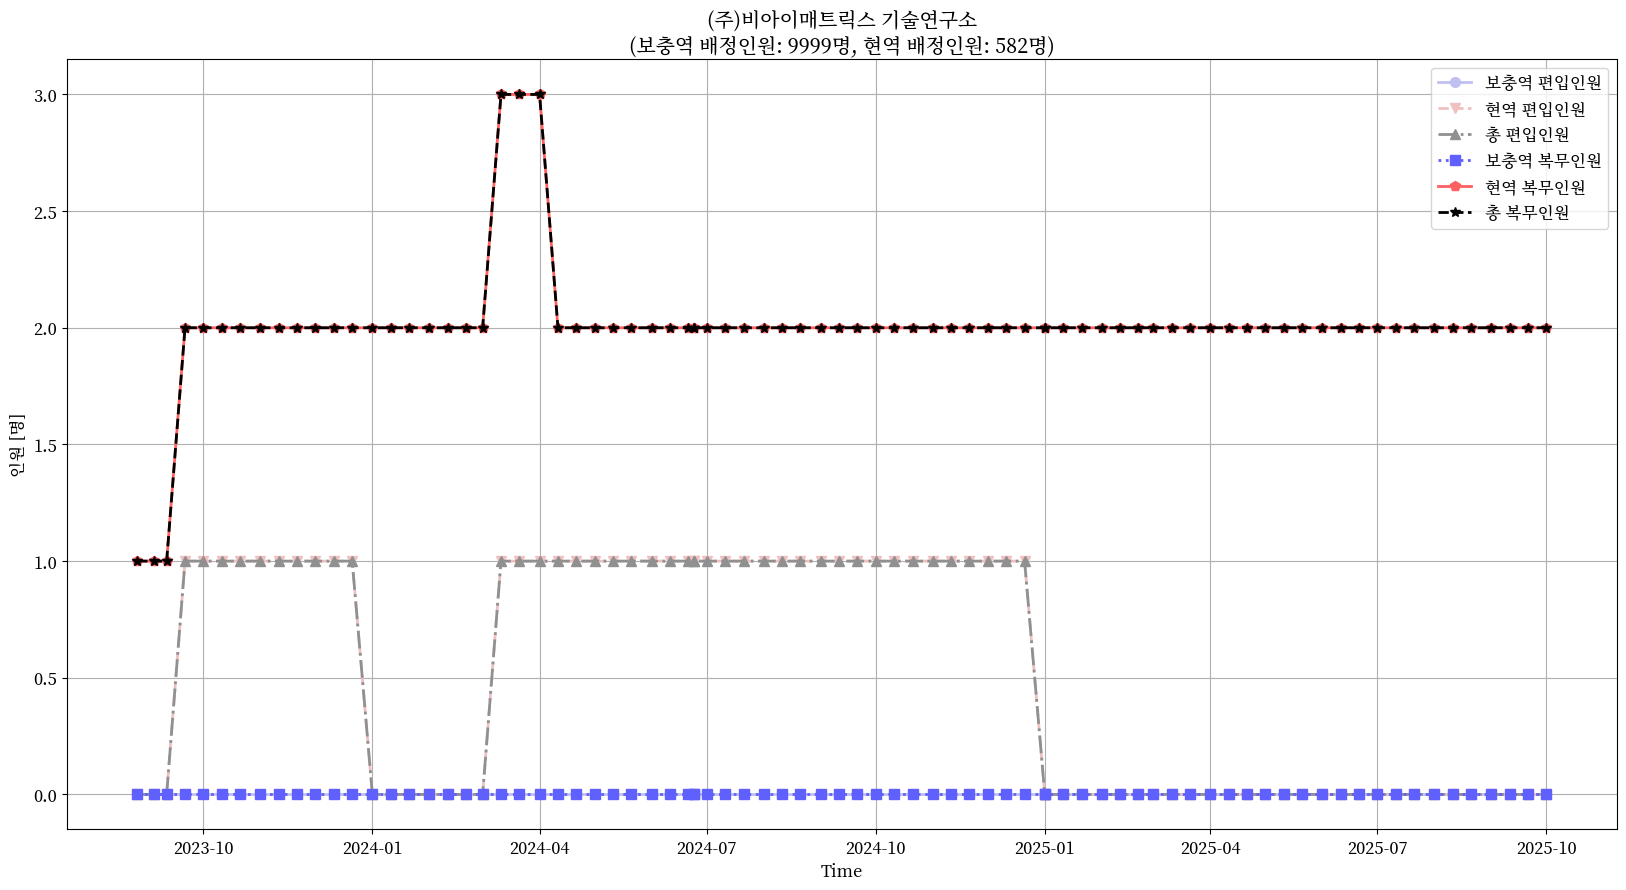 (주)비아이매트릭스 기술연구소
(보충역 배정인원: 9999명, 현역 배정인원: 582명)
보충역 편입인원
현역 편입인원
총 편입인원
보충역 복무인원
현역 복무인원
총 복무인원
인원 [명]
3.0
2.5
2.0
1.5
1.0
0.5
0.0
2023-10 2024-01 2024-04 2024-07 2024-10 2025-01 2025-04 2025-07 2025-10
Time